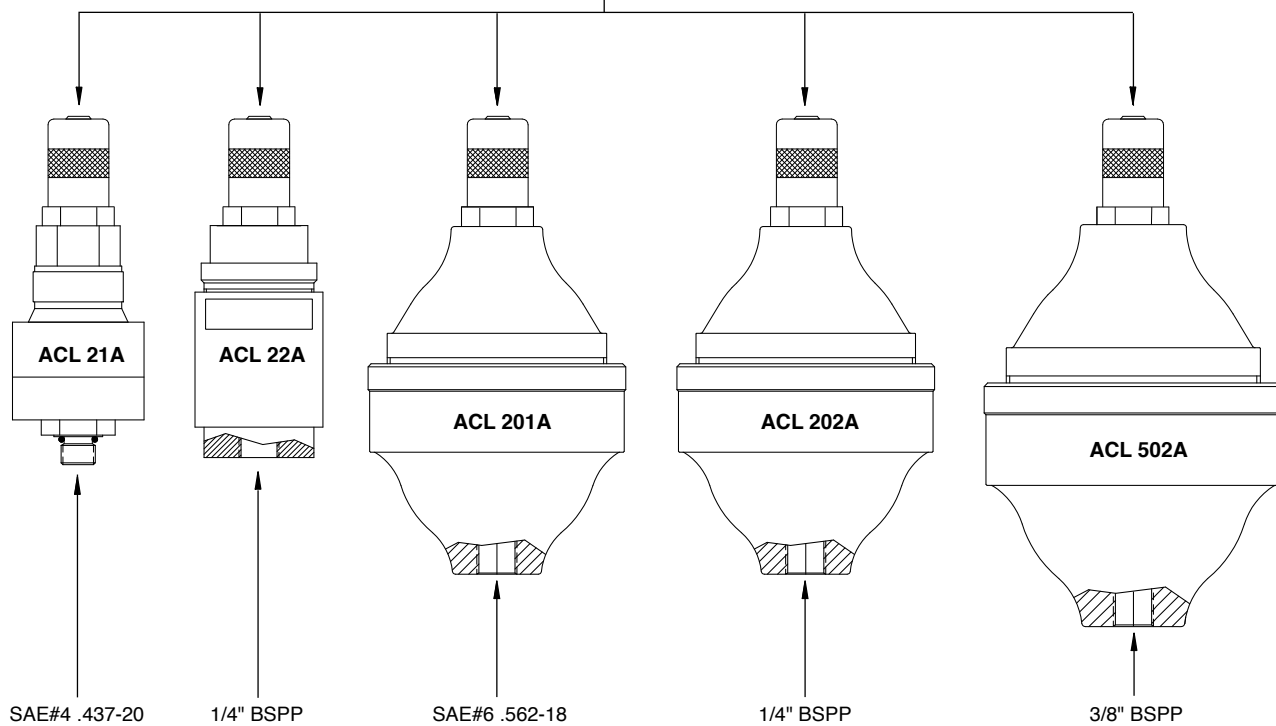 ACL 21A
ACL 22A
ACL 201A
ACL 202A
ACL 502A
SAE#4 .437-20
1/4" BSPP
SAE#6 .562-18
1/4" BSPP
3/8" BSPP